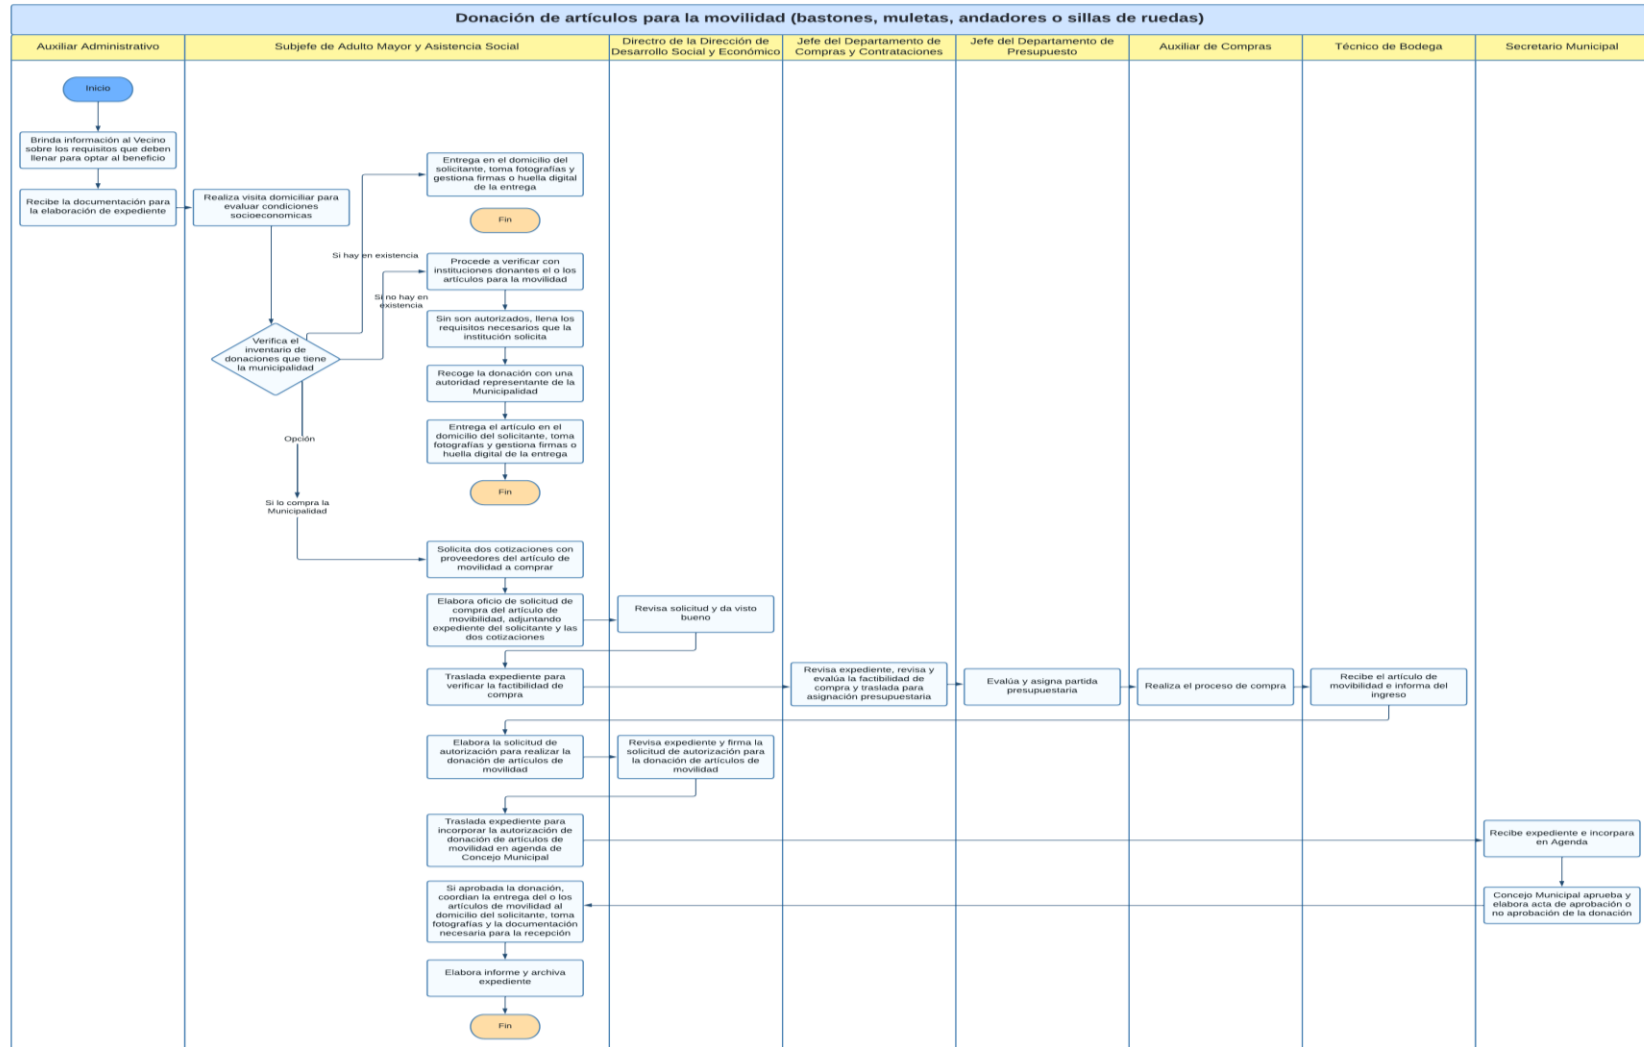 Donación de artículos para la movilidad (bastones, muletas, andadores o sillas de ruedas)
Auxiliar Administrativo
Subjefe de Adulto Mayor y Asistencia Social
Directro de la Dirección de
Desarrollo Social y Económico
Jefe del Departamento de
Compras y Contrataciones
Jefe del Departamento de
Presupuesto
Auxiliar de Compras
Técnico de Bodega
Secretario Municipal
Inicio
Brinda información al Vecino
sobre los requisitos que deben
llenar para optar al beneficio
Recibe la documentación para
la elaboración de expediente
Realiza visita domiciliar para
evaluar condiciones
socioeconomicas
Verifica el
inventario de
donaciones que tiene
la municipalidad
Si hay en existencia
Entrega en el domicilio del
solicitante, toma fotografías y
gestiona firmas o huella digital
de la entrega
Fin
Si no hay en
existencia
Procede a verificar con
instituciones donantes el o los
artículos para la movilidad
Sin son autorizados, llena los
requisitos necesarios que la
institución solicita
Recoge la donación con una
autoridad representante de la
Municipalidad
Entrega el artículo en el
domicilio del solicitante, toma
fotografías y gestiona firmas o
huella digital de la entrega
Fin
Opción
Si lo compra la
Municipalidad
Solicita dos cotizaciones con
proveedores del artículo de
movilidad a comprar
Elabora oficio de solicitud de
compra del artículo de
movibilidad, adjuntando
expediente del solicitante y las
dos cotizaciones
Revisa solicitud y da visto
bueno
Traslada expediente para
verificar la factibilidad de
compra
Revisa expediente, revisa y
evalúa la factibilidad de
compra y traslada para
asignación presupuestaria
Evalúa y asigna partida
presupuestaria
Realiza el proceso de compra
Recibe el artículo de
movibilidad e informa del
ingreso
Elabora la solicitud de
autorización para realizar la
donación de artículos de
movilidad
Revisa expediente y firma la
solicitud de autorización para
la donación de artículos de
movilidad
Traslada expediente para
incorporar la autorización de
donación de artículos de
movilidad en agenda de
Concejo Municipal
Recibe expediente e incorpara
en Agenda
Concejo Municipal aprueba y
elabora acta de aprobación o
no aprobación de la donación
Si aprobada la donación,
coordian la entrega del o los
artículos de movilidad al
domicilio del solicitante, toma
fotografías y la documentación
necesaria para la recepción
Elabora informe y archiva
expediente
Fin